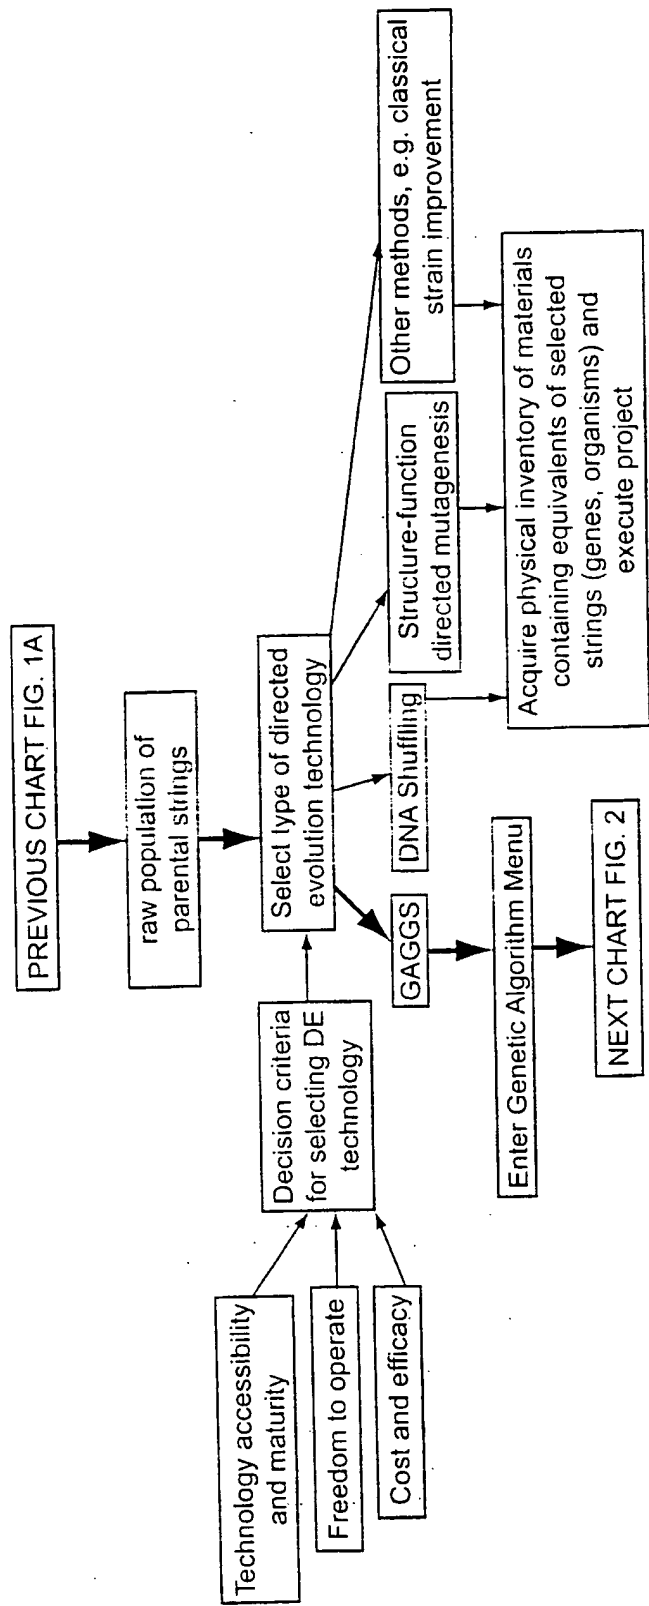 PREVIOUS CHART FIG. 1A
raw population of
parental strings
Technology accessibility
and maturity
Freedom to operate
Cost and efficacy
Decision criteria
for selecting DE
technology
Select type of directed
evolution technology
GAGGS
DNA Shuffling
Structure-function
directed mutagenesis
Other methods, e.g. classical
strain improvement
Enter Genetic Algorithm Menu
Acquire physical inventory of materials
containing equivalents of selected
strings (genes, organisms) and
execute project
NEXT CHART FIG. 2